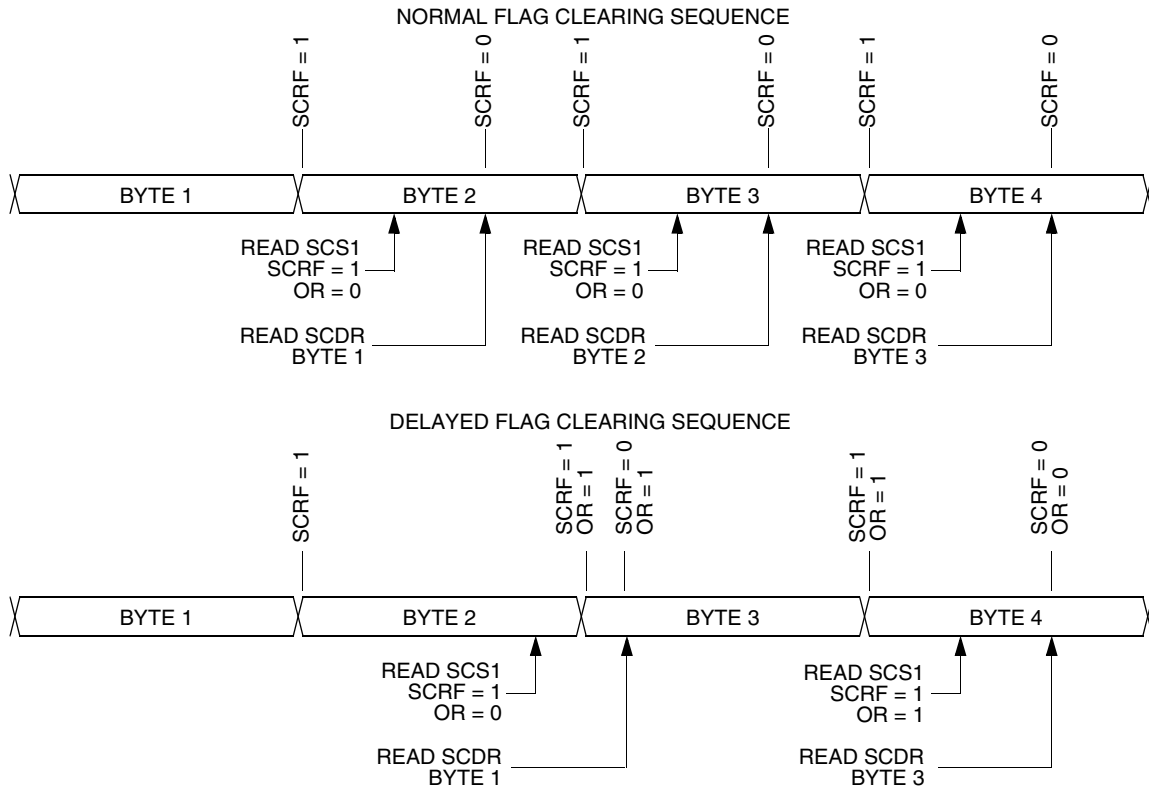 NORMAL FLAG CLEARING SEQUENCE
SCRF = 1
SCRF = 0
SCRF = 1
SCRF = 0
SCRF = 1
SCRF = 0
BYTE 1
BYTE 2
BYTE 3
BYTE 4
READ SCS1
SCRF = 1
OR = 0
READ SCS1
SCRF = 1
OR = 0
READ SCS1
SCRF = 1
OR = 0
READ SCDR
BYTE 1
READ SCDR
BYTE 2
READ SCDR
BYTE 3
DELAYED FLAG CLEARING SEQUENCE
SCRF = 1
SCRF = 1
OR = 1
SCRF = 0
OR = 1
SCRF = 1
OR = 1
SCRF = 0
OR = 0
BYTE 1
BYTE 2
BYTE 3
BYTE 4
READ SCS1
SCRF = 1
OR = 0
READ SCS1
SCRF = 1
OR = 1
READ SCDR
BYTE 1
READ SCDR
BYTE 3